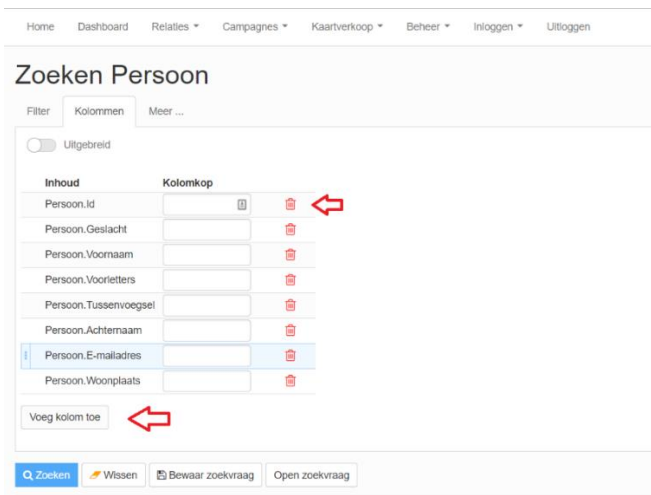 Home Dashboard Relaties Campagnes Kaartverkoop Beheer Inloggen Uitloggen
Zoeken Persoon
Filter Kolommen Meer ...
Uitgebreid
Inhoud Kolomkop
Persoon.Id
Persoon.Geslacht
Persoon.Voornaam
Persoon.Voorletters
Persoon.Tussenvoegsel
Persoon.Achternaam
Persoon.E-mailadres
Persoon.Woonplaats
Voeg kolom toe
Zoeken Wissen Bewaar zoekvraag Open zoekvraag